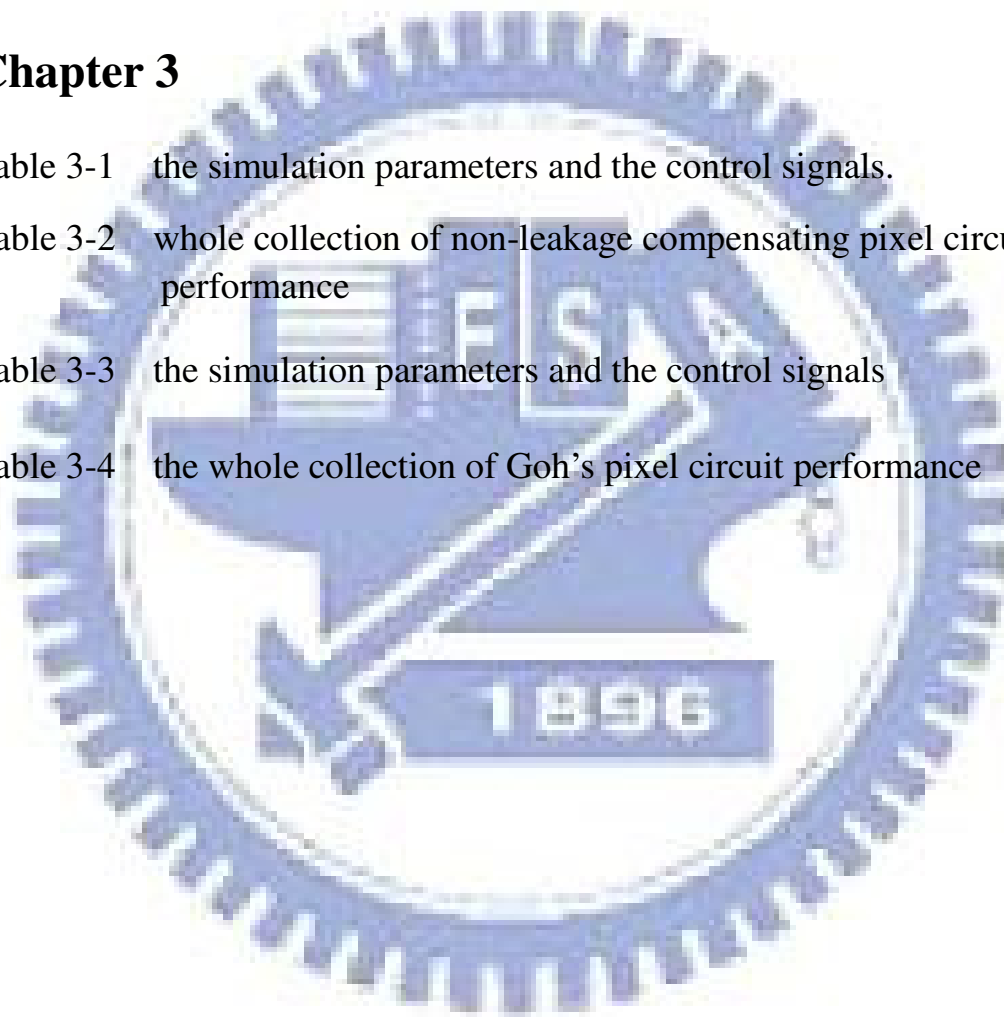 Chapter 3
able 3-1 the simulation parameters and the control signals.
able 3-2 whole collection of non-leakage compensating pixel circu
performance
able 3-3 the simulation parameters and the control signals
able 3-4 the whole collection of Goh’s pixel circuit performance
E S A
1896